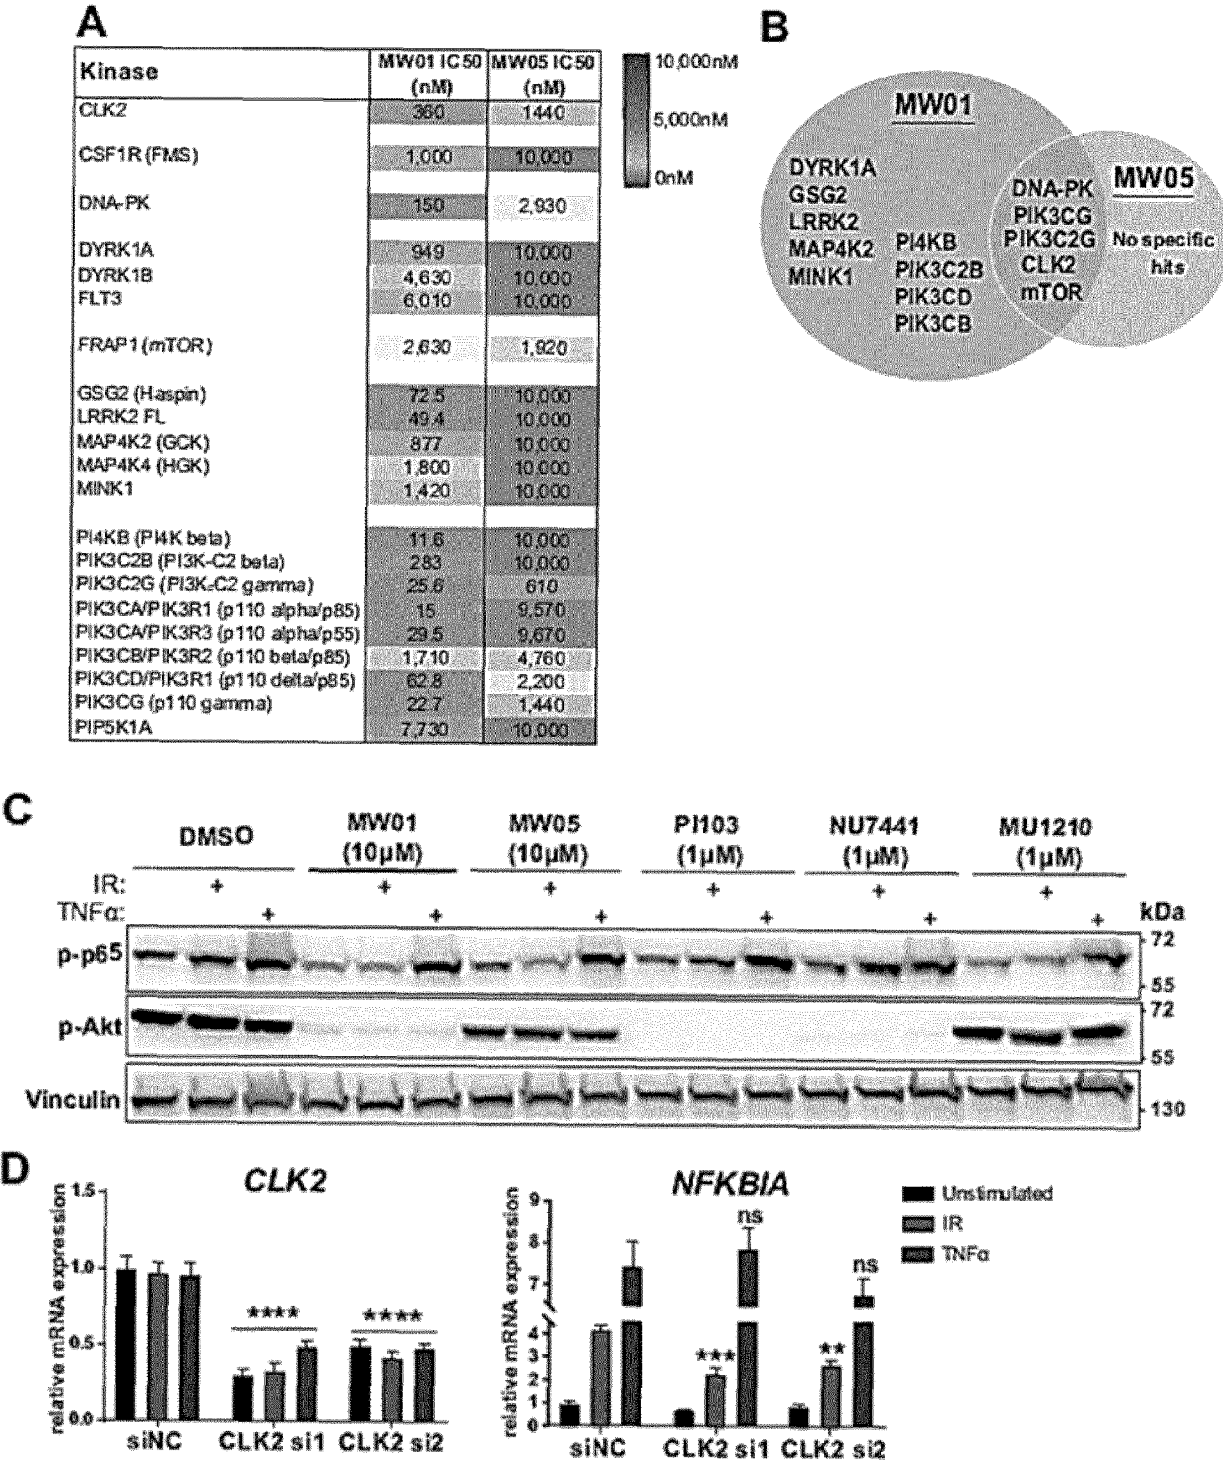 A
Kinase MW01 IC50 (nM) MW05 IC50 (nM)
CLK2 360 1440
CSF1R (FMS) 1,000 10,000
DNA-PK 150 2,930
DYRK1A 949 10,000
DYRK1B 4,630 10,000
FLT3 6,010 10,000
FRAP1 (mTOR) 2,630 1,920
GSG2 (Haspin) 72.5 10,000
LRRK2 FL 49.4 10,000
MAP4K2 (GCK) 877 10,000
MAP4K4 (HGK) 1,800 10,000
MINK1 1,420 10,000
PI4KB (PI4K beta) 11.6 10,000
PIK3C2B (PI3K-C2 beta) 283 10,000
PIK3C2G (PI3K-C2 gamma) 25.6 610
PIK3CA/PIK3R1 (p110 alpha/p85) 15 9,570
PIK3CA/PIK3R3 (p110 alpha/p55) 29.5 9,670
PIK3CB/PIK3R2 (p110 beta/p85) 1,710 4,760
PIK3CD/PIK3R1 (p110 delta/p85) 62.8 2,200
PIK3CG (p110 gamma) 22.7 1,440
PIP5K1A 7,730 10,000
10,000nM
5,000nM
0nM
B
MW01
DYRK1A
GSG2
LRRK2
MAP4K2
MINK1
PI4KB
PIK3C2B
PIK3CD
PIK3CB
DNA-PK
PIK3CG
PIK3C2G
CLK2
mTOR
MW05
No specific
hits
C
DMSO MW01 (10µM) MW05 (10µM) PI103 (1µM) NU7441 (1µM) MU1210 (1µM)
IR: + + + + + +
TNFα: + + + + + + kDa
p-p65 72
55
p-Akt 72
55
Vinculin 130
D
CLK2
relative mRNA expression
1.5
1.0
0.5
0.0
**** ****
siNC CLK2 si1 CLK2 si2
NFKBIA
relative mRNA expression
9
8
7
4
3
2
1
0
ns
ns
***
**
siNC CLK2 si1 CLK2 si2
Unstimulated
IR
TNFα